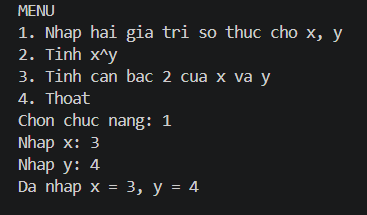 MENU
1. Nhap hai gia tri so thuc cho x, y
2. Tinh x^y
3. Tinh can bac 2 cua x va y
4. Thoat
Chon chuc nang: 1
Nhap x: 3
Nhap y: 4
Da nhap x = 3, y = 4